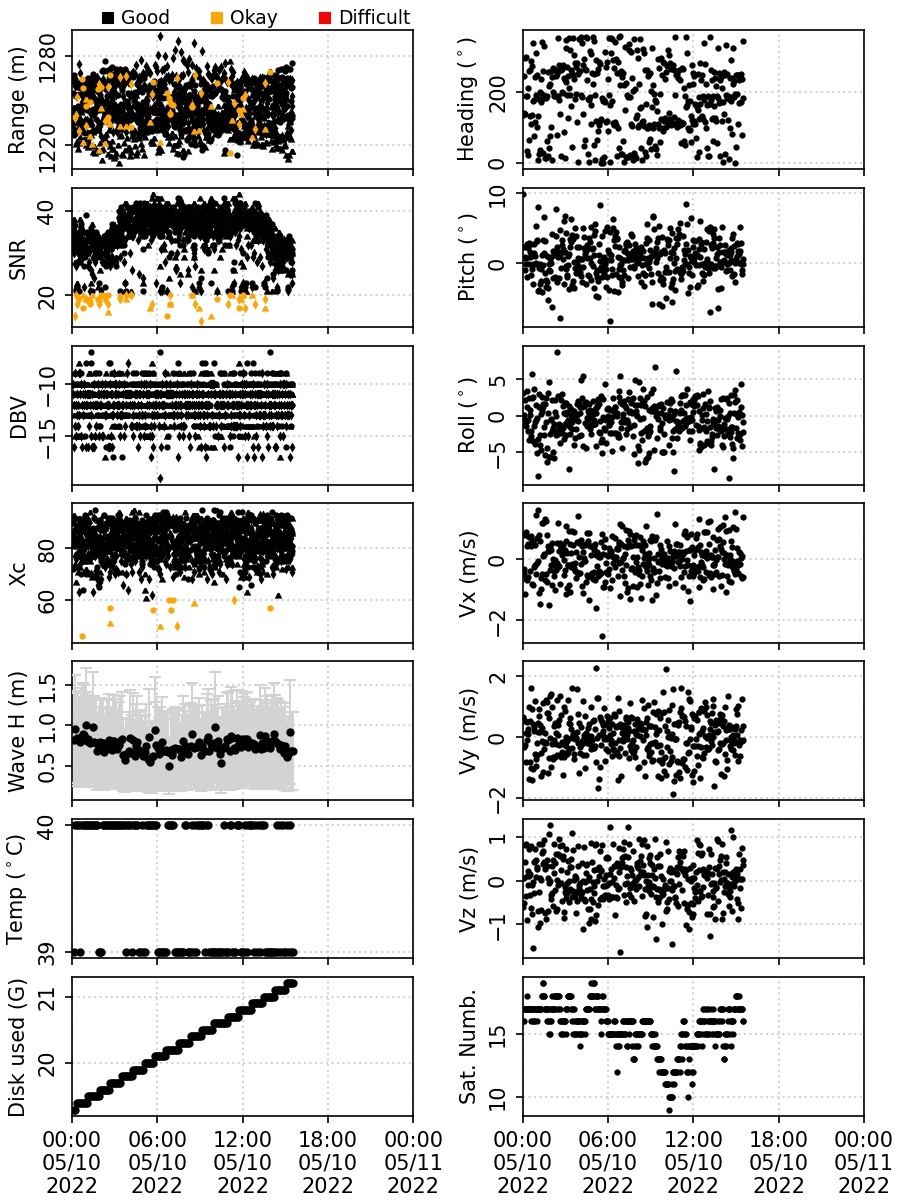 Good Okay Difficult
Range (m)
1280
1220
Heading (°)
200
0
SNR
40
20
Pitch (°)
10
0
DBV
−10
−15
Roll (°)
5
0
−5
Xc
80
60
Vx (m/s)
0
−2
Wave H (m)
1.5
1.0
0.5
Vy (m/s)
2
0
−2
Temp (°C)
40
39
Vz (m/s)
1
0
−1
Disk used (G)
21
20
Sat. Numb.
15
10
00:00 06:00 12:00 18:00 00:00 00:00 06:00 12:00 18:00 00:00
05/10 05/10 05/10 05/10 05/11 05/10 05/10 05/10 05/10 05/11
2022 2022 2022 2022 2022 2022 2022 2022 2022 2022